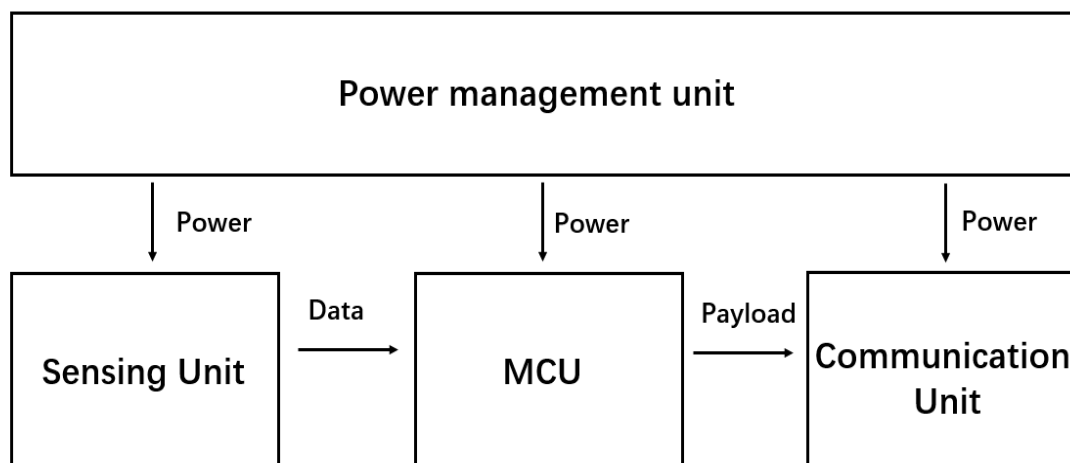 Power management unit
Power
Power
Power
Data
Payload
Sensing Unit
MCU
Communication
Unit